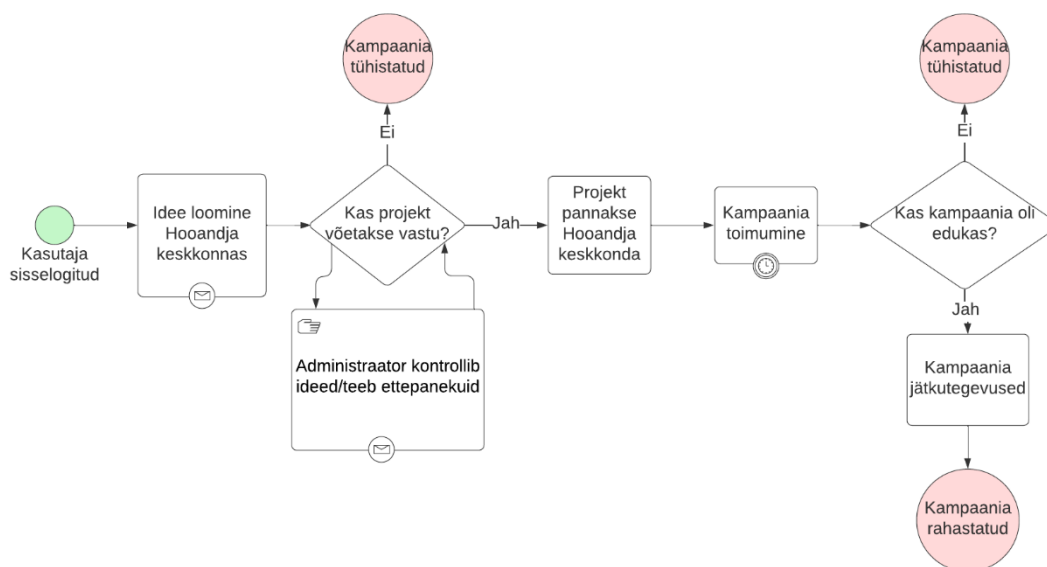 Kasutaja
sisselogitud
Idee loomine
Hooandja
keskkonnas
Kas projekt
võetakse vastu?
Ei
Kampaania
tühistatud
Administraator kontrollib
ideed/teeb ettepanekuid
Jah
Projekt
pannakse
Hooandja
keskkonda
Kampaania
toimumine
Kas kampaania oli
edukas?
Ei
Kampaania
tühistatud
Jah
Kampaania
jätkutegevused
Kampaania
rahastatud